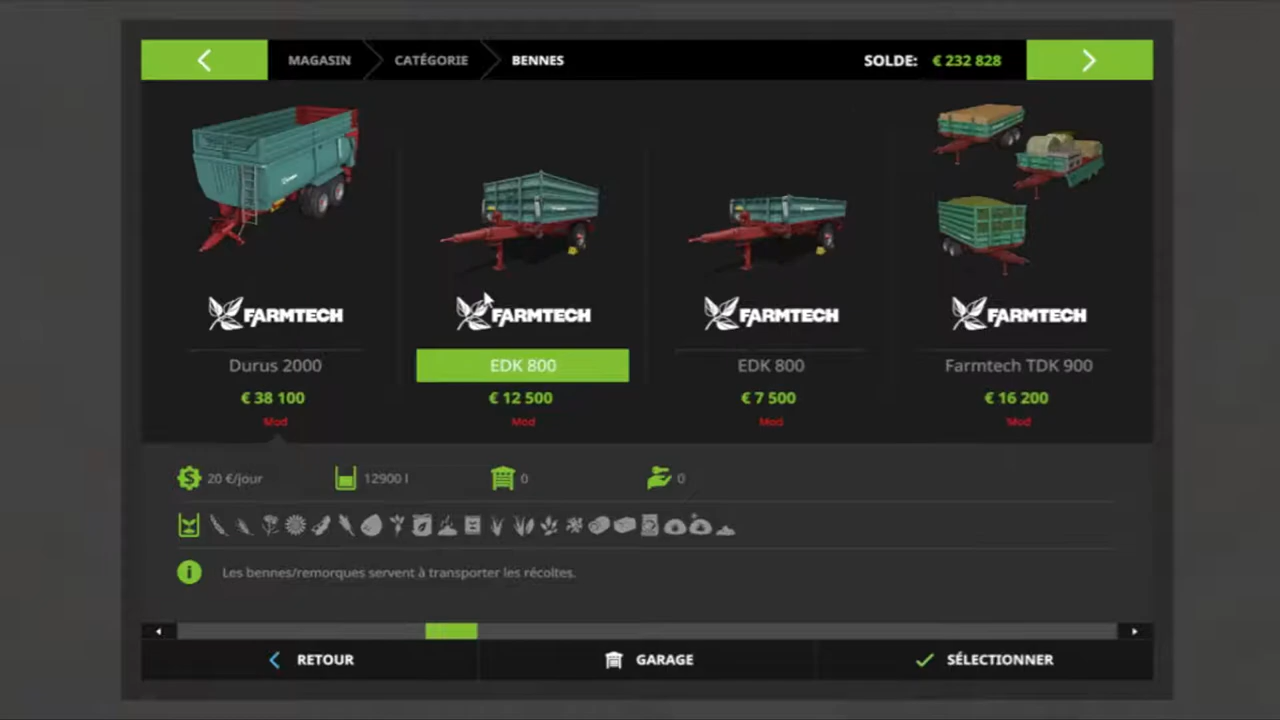 MAGASIN CATÉGORIE BENNES SOLDE: € 232 828
FARMTECH FARMTECH FARMTECH FARMTECH
Durus 2000 EDK 800 EDK 800 Farmtech TDK 900
€ 38 100 € 12 500 € 7 500 € 16 200
Mod Mod Mod Mod
20 €/jour 12900 l 0 0
Les bennes/remorques servent à transporter les récoltes.
RETOUR GARAGE SÉLECTIONNER